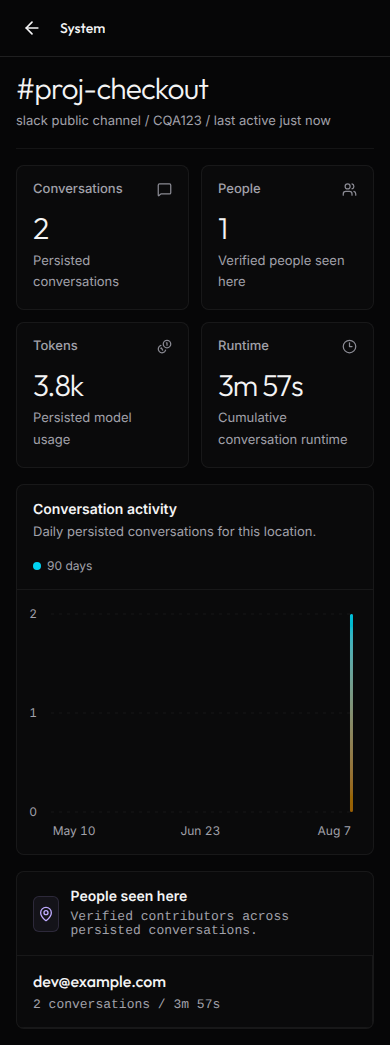 System
#proj-checkout
slack public channel / CQA123 / last active just now
Conversations
2
Persisted
conversations
People
1
Verified people seen
here
Tokens
3.8k
Persisted model
usage
Runtime
3m 57s
Cumulative
conversation runtime
Conversation activity
Daily persisted conversations for this location.
90 days
2
1
0
May 10
Jun 23
Aug 7
People seen here
Verified contributors across
persisted conversations.
dev@example.com
2 conversations / 3m 57s